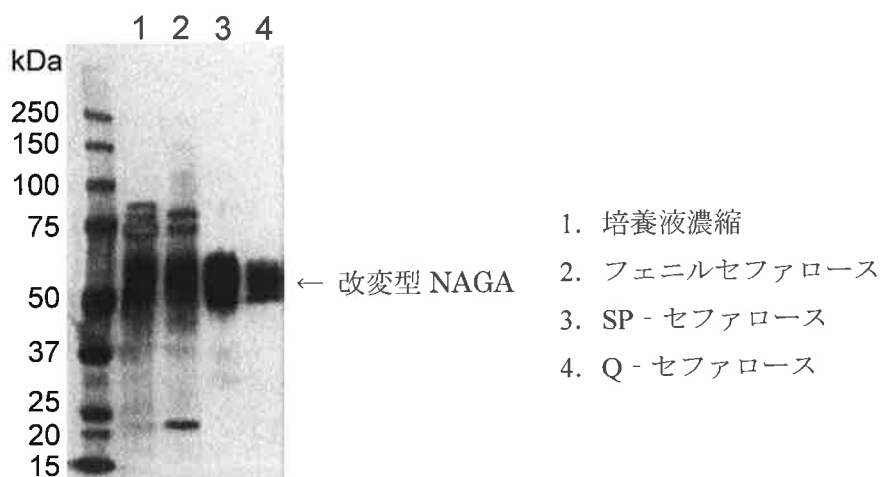 1 2 3 4
kDa
250
150
100
75
50
37
25
20
15
← 改変型 NAGA
1. 培養液濃縮
2. フェニルセファロース
3. SP - セファロース
4. Q - セファロース